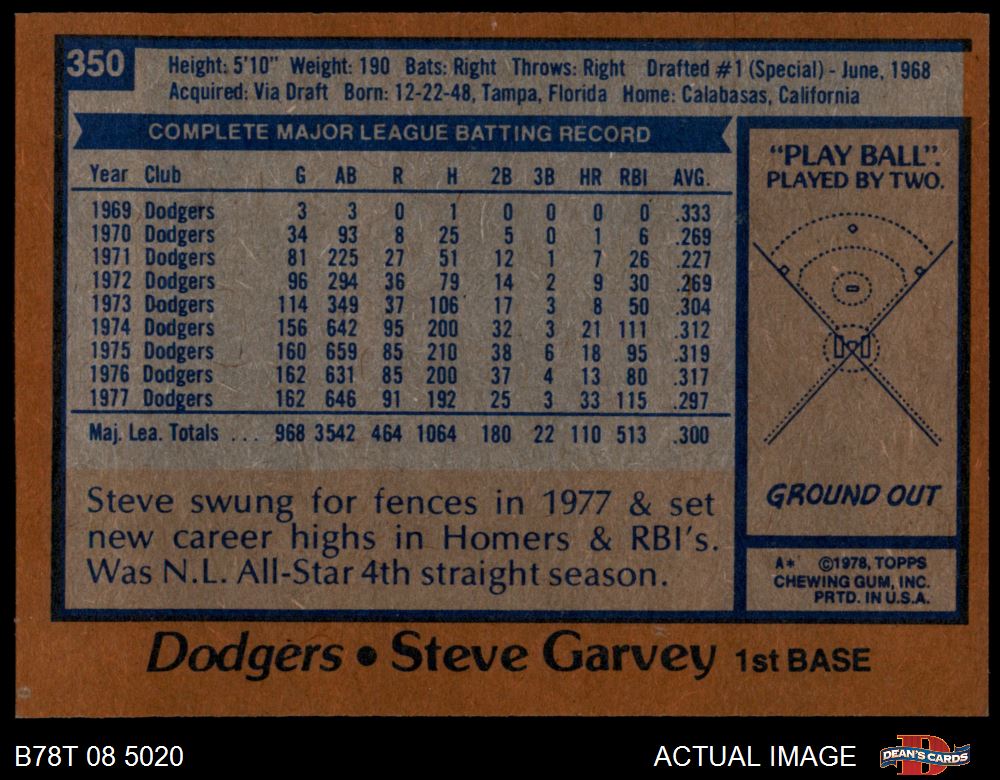 350
Height: 5'10" Weight: 190 Bats: Right Throws: Right Drafted #1 (Special) - June, 1968
Acquired: Via Draft Born: 12-22-48, Tampa, Florida Home: Calabasas, California
COMPLETE MAJOR LEAGUE BATTING RECORD
Year Club G AB R H 2B 3B HR RBI AVG.
1969 Dodgers 3 3 0 1 0 0 0 0 .333
1970 Dodgers 34 93 8 25 5 0 1 6 .269
1971 Dodgers 81 225 27 51 12 1 7 26 .227
1972 Dodgers 96 294 36 79 14 2 9 30 .269
1973 Dodgers 114 349 37 106 17 3 8 50 .304
1974 Dodgers 156 642 95 200 32 3 21 111 .312
1975 Dodgers 160 659 85 210 38 6 18 95 .319
1976 Dodgers 162 631 85 200 37 4 13 80 .317
1977 Dodgers 162 646 91 192 25 3 33 115 .297
Maj. Lea. Totals ... 968 3542 464 1064 180 22 110 513 .300
Steve swung for fences in 1977 & set
new career highs in Homers & RBI's.
Was N.L. All-Star 4th straight season.
"PLAY BALL".
PLAYED BY TWO.
GROUND OUT
A* ©1978, TOPPS
CHEWING GUM, INC.
PRTD. IN U.S.A.
Dodgers • Steve Garvey 1st BASE
B78T 08 5020
ACTUAL IMAGE
DEAN'S CARDS